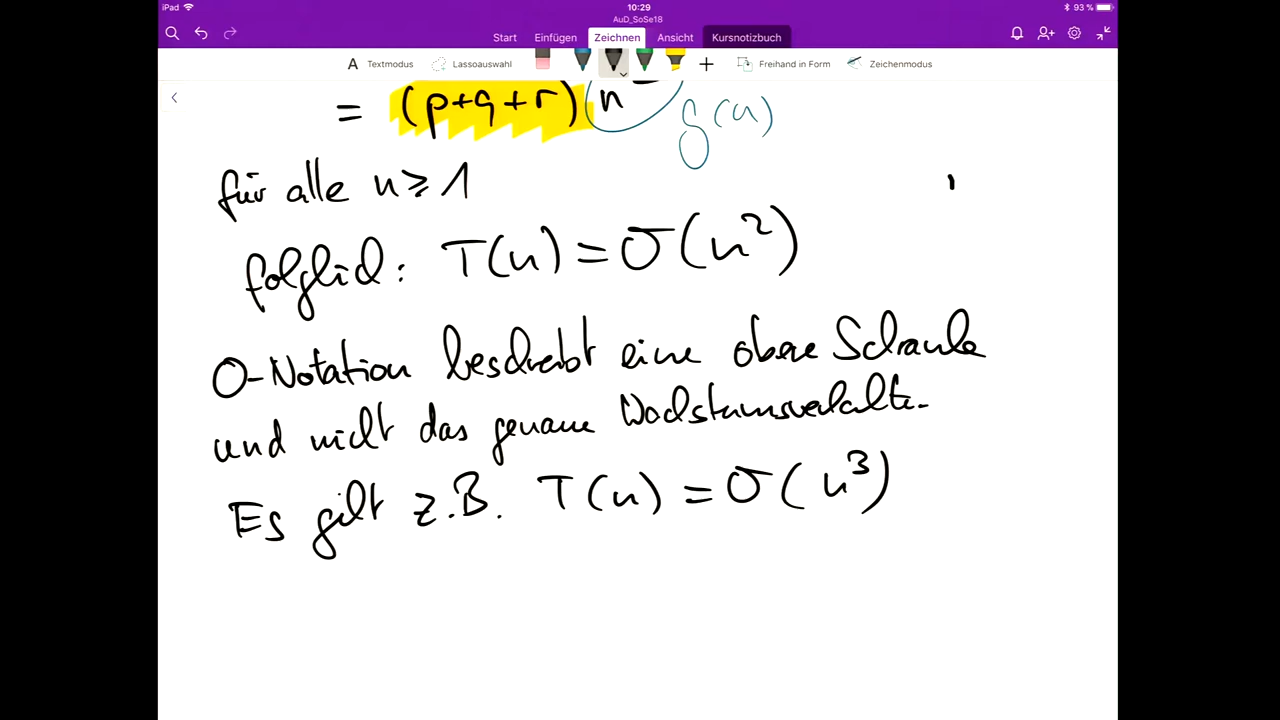 iPad
10:29
93 %
AuD_SoSe18
Start Einfügen Zeichnen Ansicht Kursnotizbuch
A Textmodus Lassoauswahl Freihand in Form Zeichenmodus
= (p+q+r) n g(n)
für alle n ≥ 1
folglich: T(n) = O(n²)
O-Notation beschreibt eine obere Schranke
und nicht das genaue Wachstumsverhalten
Es gilt z.B. T(n) = O(n³)